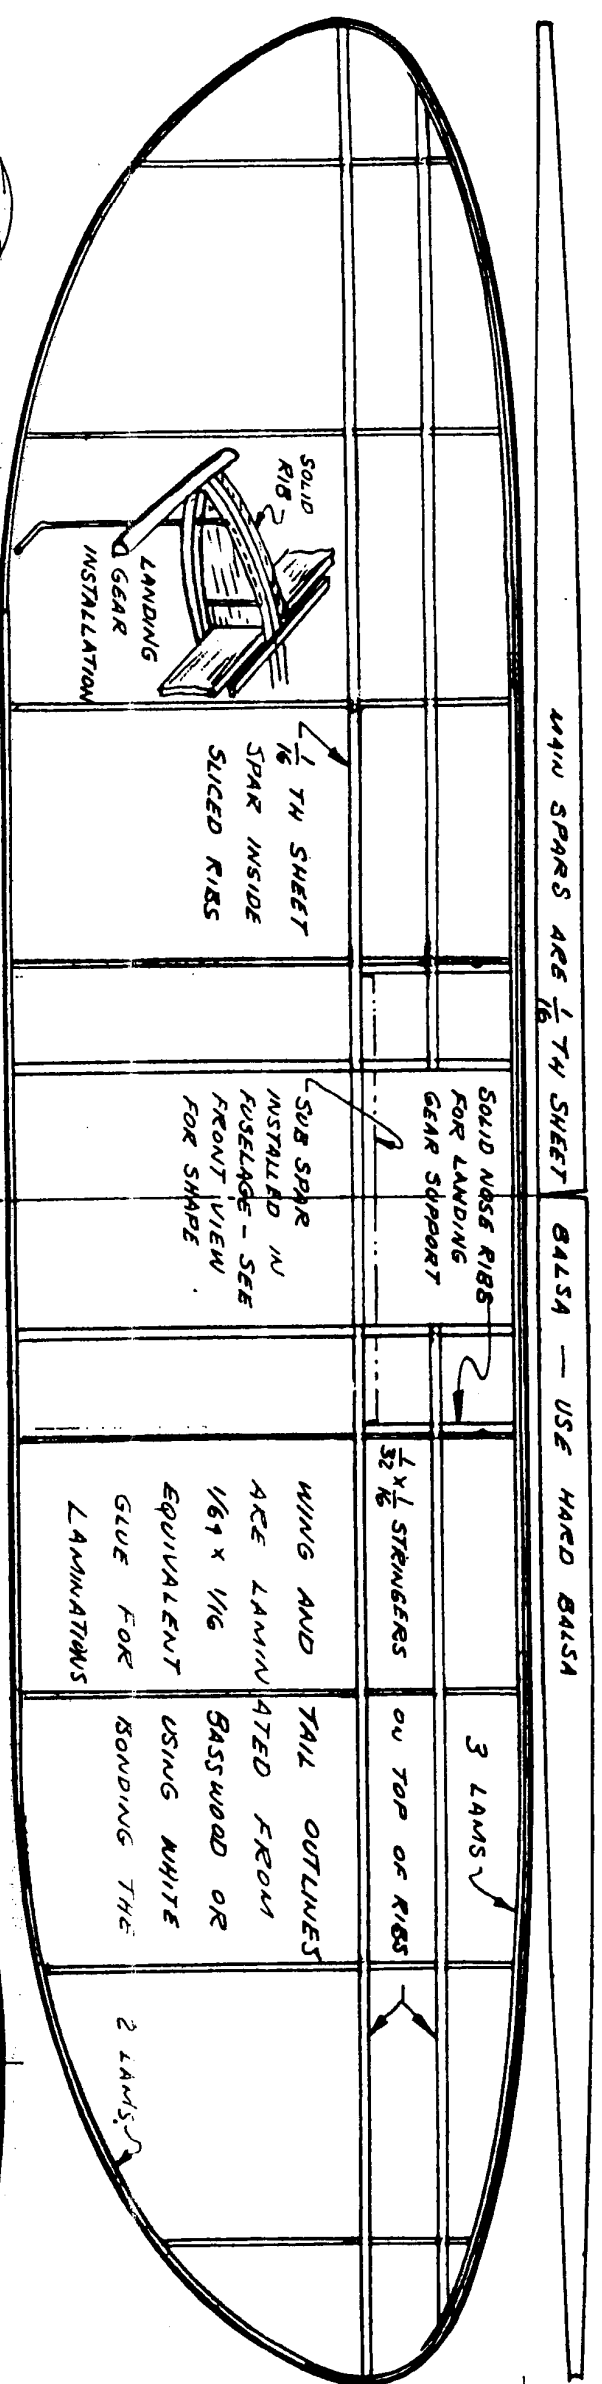 MAIN SPARS ARE 1/16 TH SHEET BALSA — USE HARD BALSA
SOLID
RIB
LANDING
GEAR
INSTALLATION
1/16 TH SHEET
SPAR INSIDE
SLICED RIBS
SOLID NOSE RIBS
FOR LANDING
GEAR SUPPORT
SUB SPAR
INSTALLED IN
FUSELAGE - SEE
FRONT VIEW
FOR SHAPE
3 LAMS
1/32 x 1/16 STRINGERS ON TOP OF RIBS
WING AND TAIL OUTLINES
ARE LAMINATED FROM
1/64 x 1/16 BASSWOOD OR
EQUIVALENT USING WHITE
GLUE FOR BONDING THE
LAMINATIONS
2 LAMS.